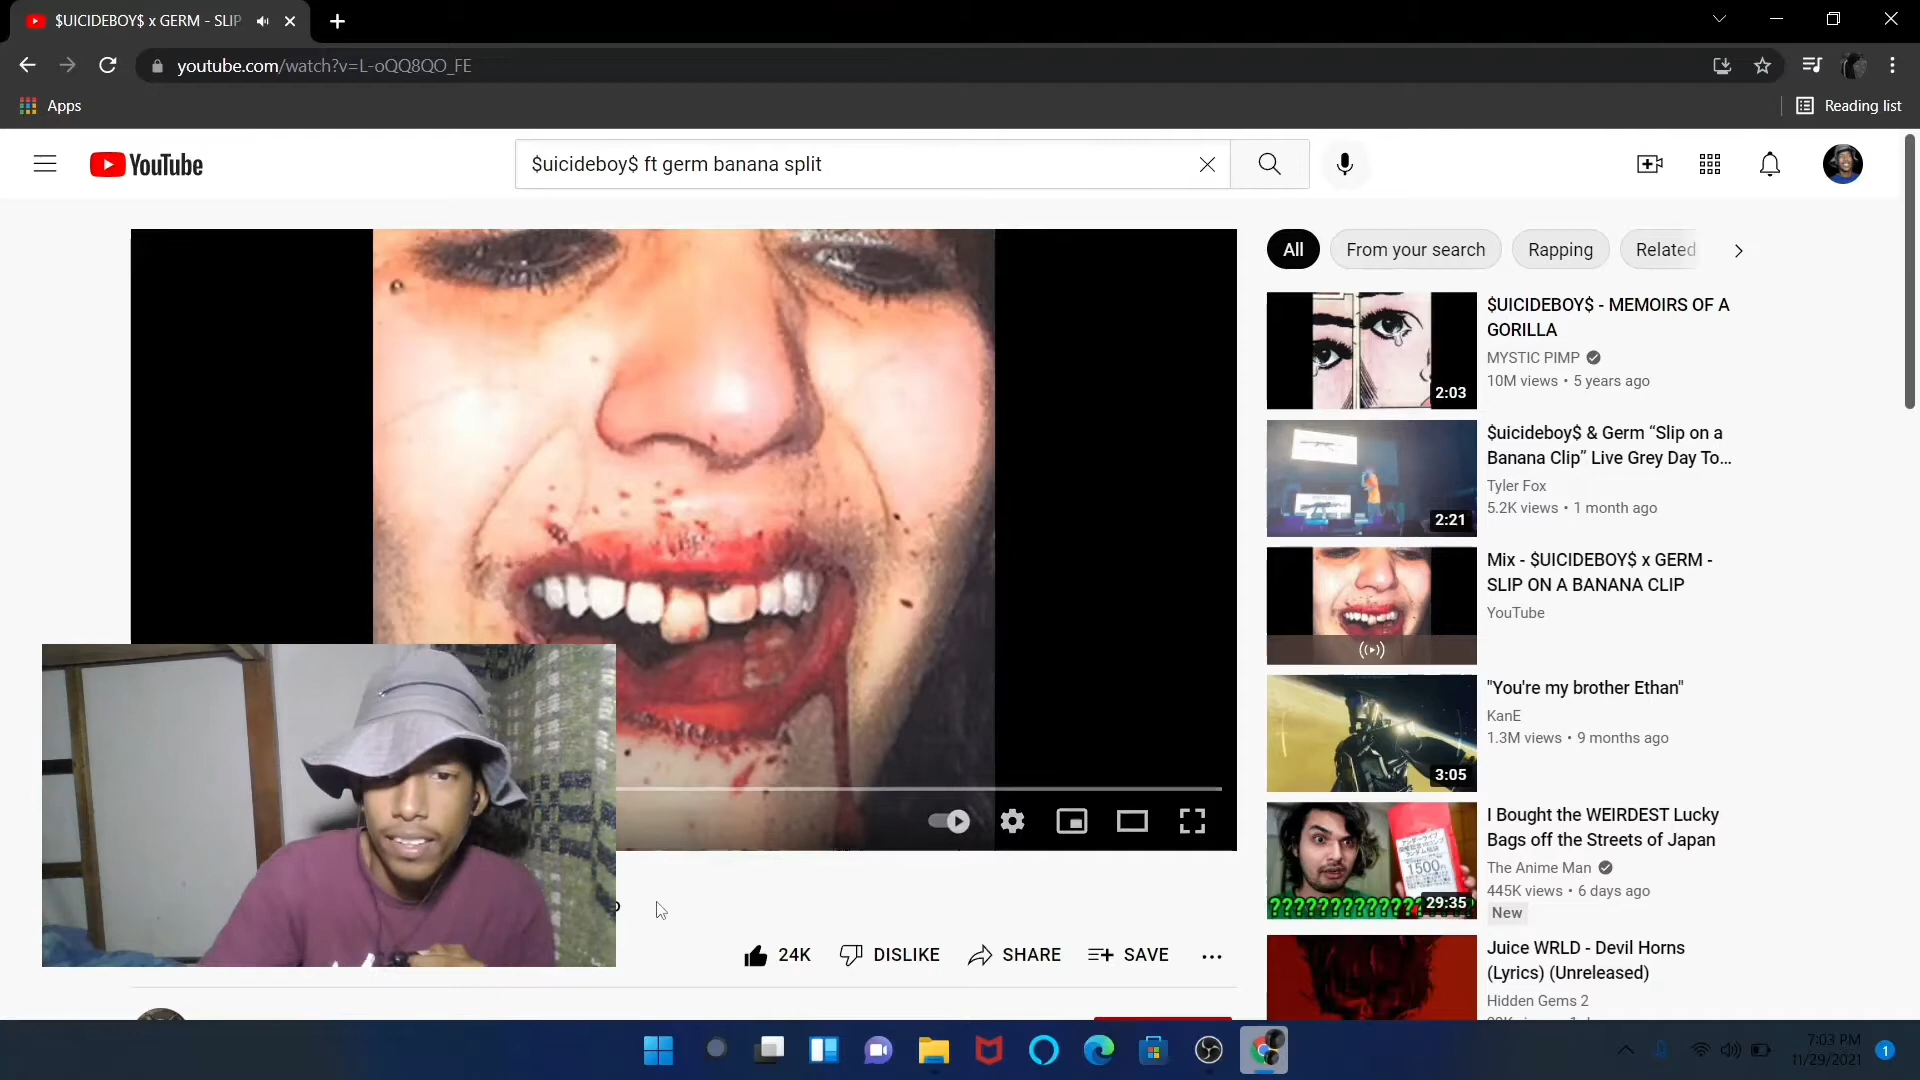 $UICIDEBOY$ x GERM - SLIP
youtube.com/watch?v=L-oQQ8QO_FE
Apps
Reading list
YouTube
$uicideboy$ ft germ banana split
All
From your search
Rapping
Related
$UICIDEBOY$ - MEMOIRS OF A
GORILLA
MYSTIC PIMP
10M views • 5 years ago
2:03
$uicideboy$ & Germ “Slip on a
Banana Clip” Live Grey Day To...
Tyler Fox
5.2K views • 1 month ago
2:21
Mix - $UICIDEBOY$ x GERM -
SLIP ON A BANANA CLIP
YouTube
"You're my brother Ethan"
KanE
1.3M views • 9 months ago
3:05
I Bought the WEIRDEST Lucky
Bags off the Streets of Japan
The Anime Man
445K views • 6 days ago
New
1500円
????????????
29:35
24K
DISLIKE
SHARE
SAVE
Juice WRLD - Devil Horns
(Lyrics) (Unreleased)
Hidden Gems 2
7:03 PM
11/29/2021
1